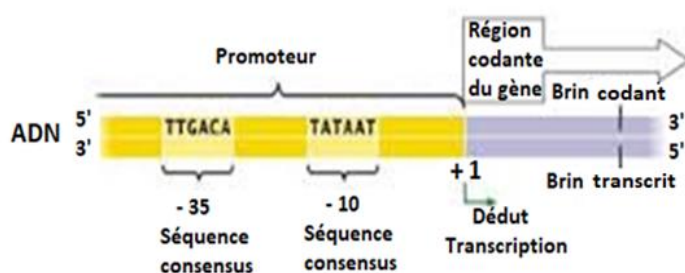 Promoteur
Région
codante
du gène
Brin codant
ADN
5'
3'
TTGACA
TATAAT
3'
5'
+ 1
Brin transcrit
- 35
Séquence
consensus
- 10
Séquence
consensus
Dédut
Transcription